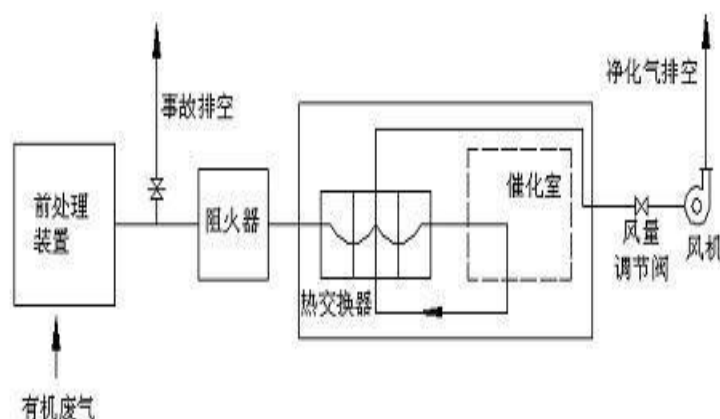 净化气排空
事故排空
催化室
前处理
装置
阻火器
风量
调节阀
风机
热交换器
有机废气